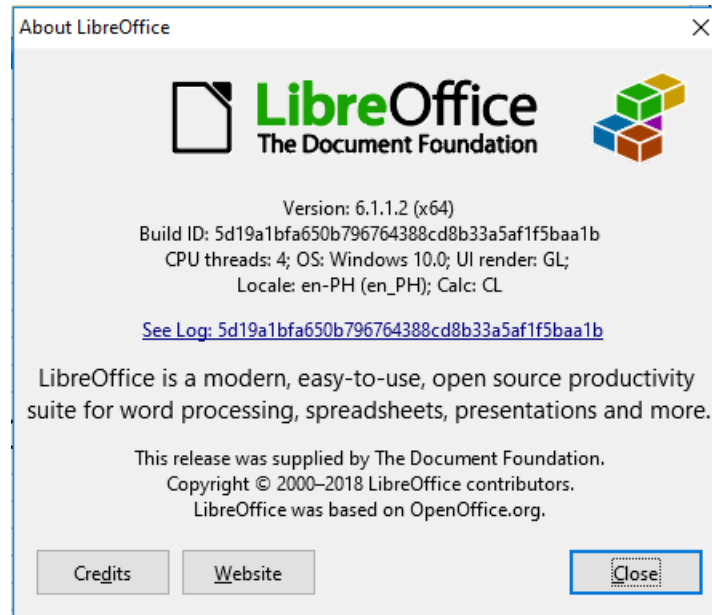 About LibreOffice
LibreOffice
The Document Foundation
Version: 6.1.1.2 (x64)
Build ID: 5d19a1bfa650b796764388cd8b33a5af1f5baa1b
CPU threads: 4; OS: Windows 10.0; UI render: GL;
Locale: en-PH (en_PH); Calc: CL
See Log: 5d19a1bfa650b796764388cd8b33a5af1f5baa1b
LibreOffice is a modern, easy-to-use, open source productivity
suite for word processing, spreadsheets, presentations and more.
This release was supplied by The Document Foundation.
Copyright © 2000–2018 LibreOffice contributors.
LibreOffice was based on OpenOffice.org.
Credits
Website
Close